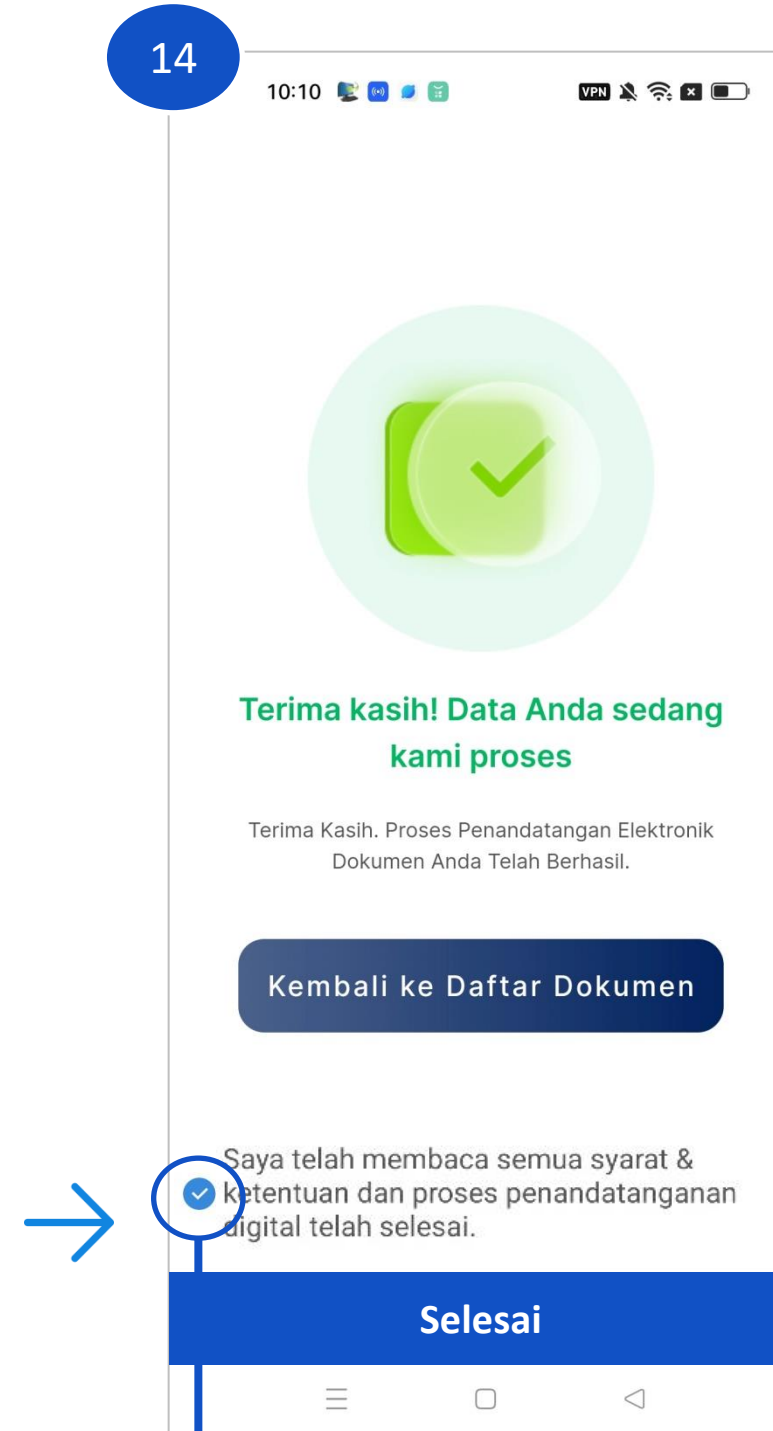 14
10:10
VPN
Terima kasih! Data Anda sedang
kami proses
Terima Kasih. Proses Penandatangan Elektronik
Dokumen Anda Telah Berhasil.
Kembali ke Daftar Dokumen
Saya telah membaca semua syarat &
ketentuan dan proses penandatanganan
digital telah selesai.
Selesai